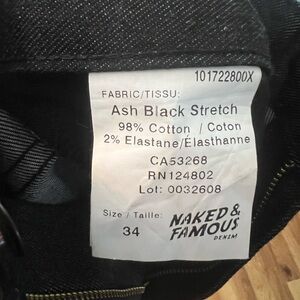 101722800X
FABRIC/TISSU:
Ash Black Stretch
98% Cotton / Coton
2% Elastane/Élasthanne
CA53268
RN124802
Lot: 0032608
Size / Taille:
34
NAKED &
FAMOUS
DENIM